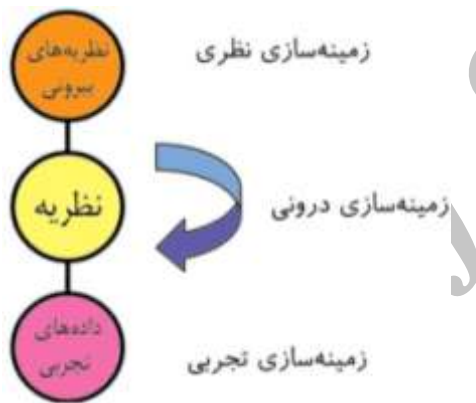 نظریه‌های
بیرونی
زمینه‌سازی نظری
نظریه
زمینه‌سازی درونی
داده‌های
تجربی
زمینه‌سازی تجربی